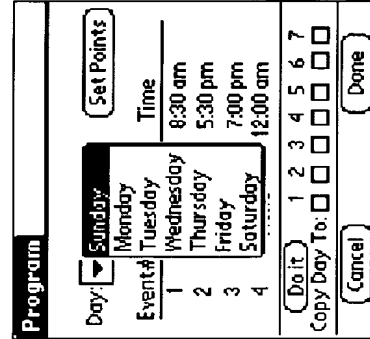 Program
Day: Sunday Set Points
Monday
Event# Tuesday Time
1 Wednesday 8:30 am
2 Thursday 5:30 pm
3 Friday 7:00 pm
4 Saturday 12:00 am
Do it 1 2 3 4 5 6 7
Copy Day To:
Cancel Done